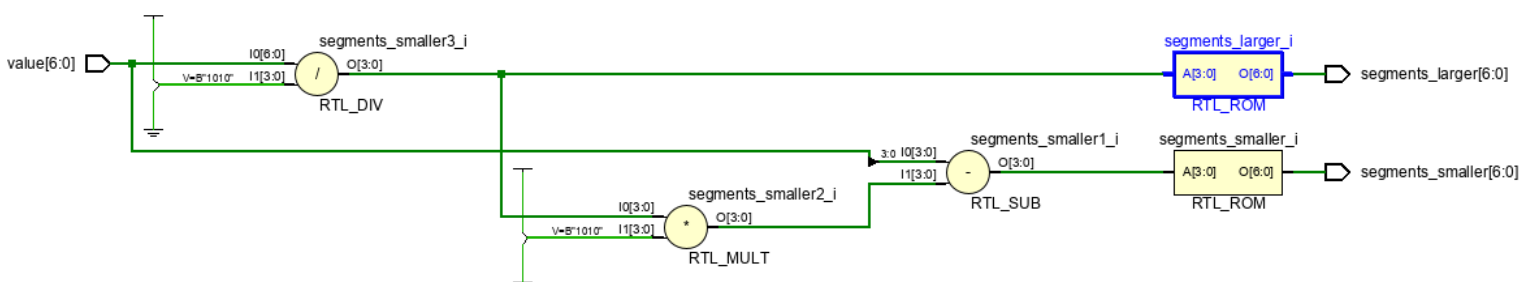 value[6:0]
segments_smaller3_i
I0[6:0]
V=B"1010"
I1[3:0]
/
O[3:0]
RTL_DIV
segments_larger_i
A[3:0]
O[6:0]
RTL_ROM
segments_larger[6:0]
segments_smaller1_i
3:0
I0[3:0]
I1[3:0]
-
O[3:0]
RTL_SUB
segments_smaller_i
A[3:0]
O[6:0]
RTL_ROM
segments_smaller[6:0]
segments_smaller2_i
I0[3:0]
V=B"1010"
I1[3:0]
*
O[3:0]
RTL_MULT